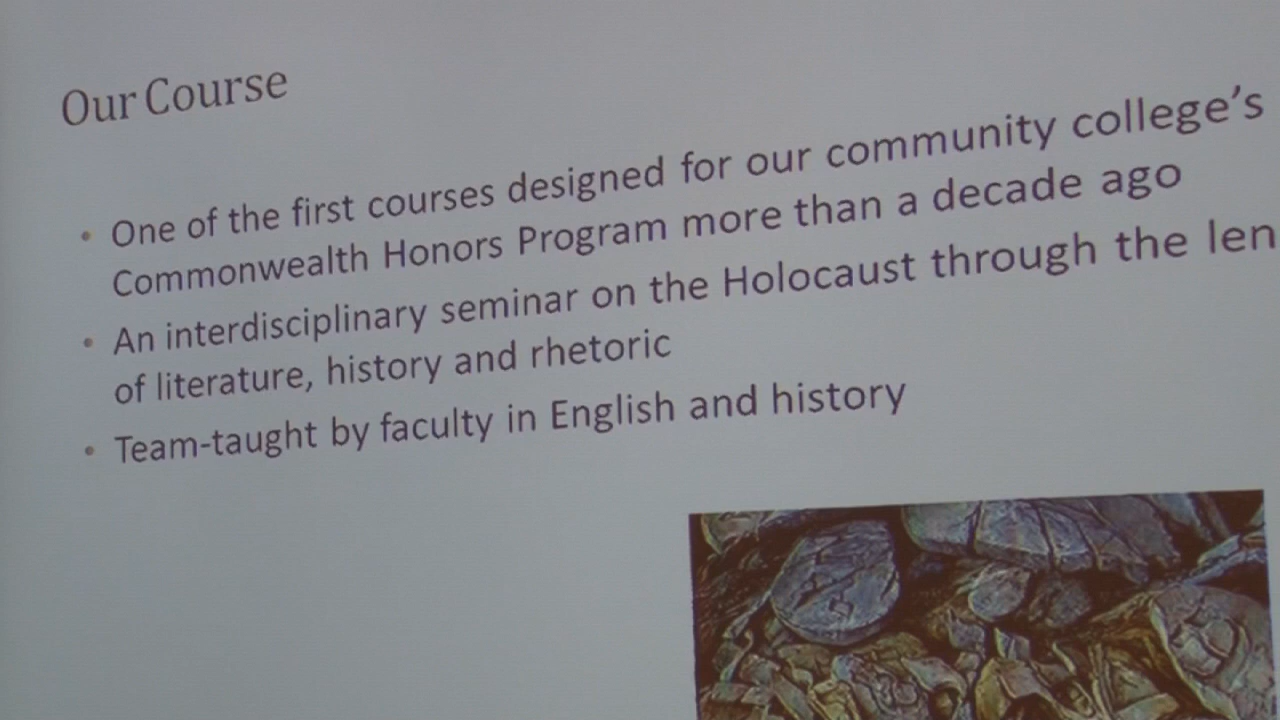 Our Course
• One of the first courses designed for our community college's
Commonwealth Honors Program more than a decade ago
• An interdisciplinary seminar on the Holocaust through the len
of literature, history and rhetoric
• Team-taught by faculty in English and history